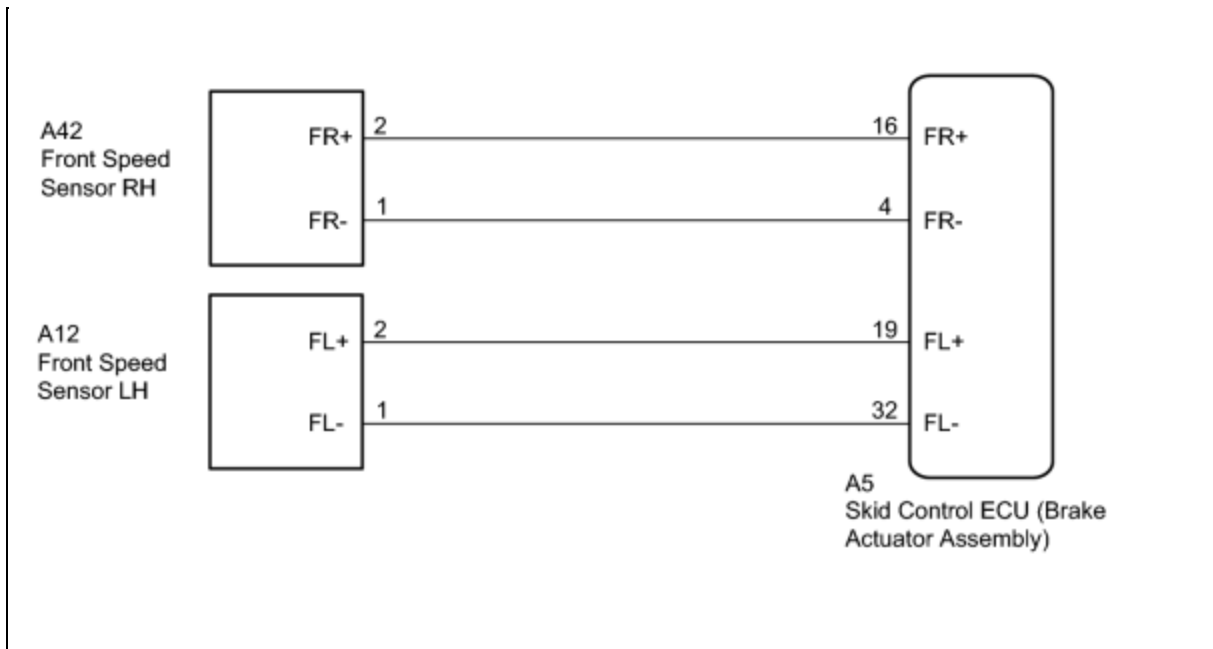 A42
Front Speed
Sensor RH
FR+ 2 16 FR+
FR- 1 4 FR-
A12
Front Speed
Sensor LH
FL+ 2 19 FL+
FL- 1 32 FL-
A5
Skid Control ECU (Brake
Actuator Assembly)